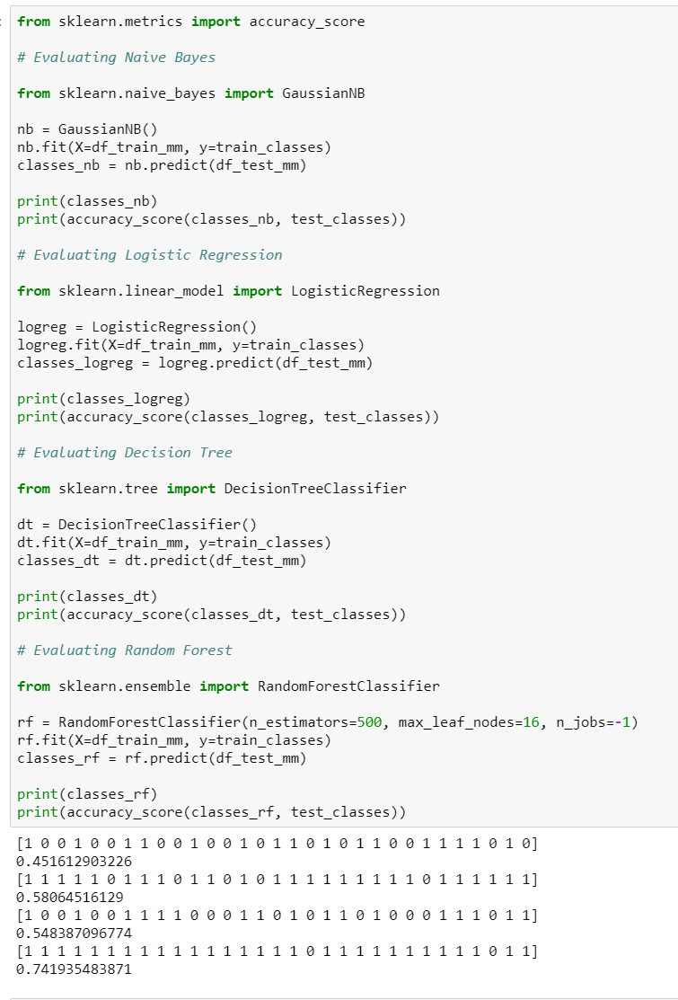 from sklearn.metrics import accuracy_score
# Evaluating Naive Bayes
from sklearn.naive_bayes import GaussianNB
nb = GaussianNB()
nb.fit(X=df_train_mm, y=train_classes)
classes_nb = nb.predict(df_test_mm)
print(classes_nb)
print(accuracy_score(classes_nb, test_classes))
# Evaluating Logistic Regression
from sklearn.linear_model import LogisticRegression
logreg = LogisticRegression()
logreg.fit(X=df_train_mm, y=train_classes)
classes_logreg = logreg.predict(df_test_mm)
print(classes_logreg)
print(accuracy_score(classes_logreg, test_classes))
# Evaluating Decision Tree
from sklearn.tree import DecisionTreeClassifier
dt = DecisionTreeClassifier()
dt.fit(X=df_train_mm, y=train_classes)
classes_dt = dt.predict(df_test_mm)
print(classes_dt)
print(accuracy_score(classes_dt, test_classes))
# Evaluating Random Forest
from sklearn.ensemble import RandomForestClassifier
rf = RandomForestClassifier(n_estimators=500, max_leaf_nodes=16, n_jobs=-1)
rf.fit(X=df_train_mm, y=train_classes)
classes_rf = rf.predict(df_test_mm)
print(classes_rf)
print(accuracy_score(classes_rf, test_classes))
[1 0 0 1 0 0 1 1 0 0 1 0 0 1 0 1 1 0 1 0 1 1 0 0 1 1 1 1 0 1 0]
0.451612903226
[1 1 1 1 1 0 1 1 1 0 1 1 0 1 0 1 1 1 1 1 1 1 1 1 0 1 1 1 1 1 1]
0.58064516129
[1 0 0 1 0 0 1 1 1 1 0 0 0 1 1 0 1 0 1 1 0 1 0 0 0 1 1 1 0 1 1]
0.548387096774
[1 1 1 1 1 1 1 1 1 1 1 1 1 1 1 1 1 0 1 1 1 1 1 1 1 1 1 1 0 1 1]
0.741935483871